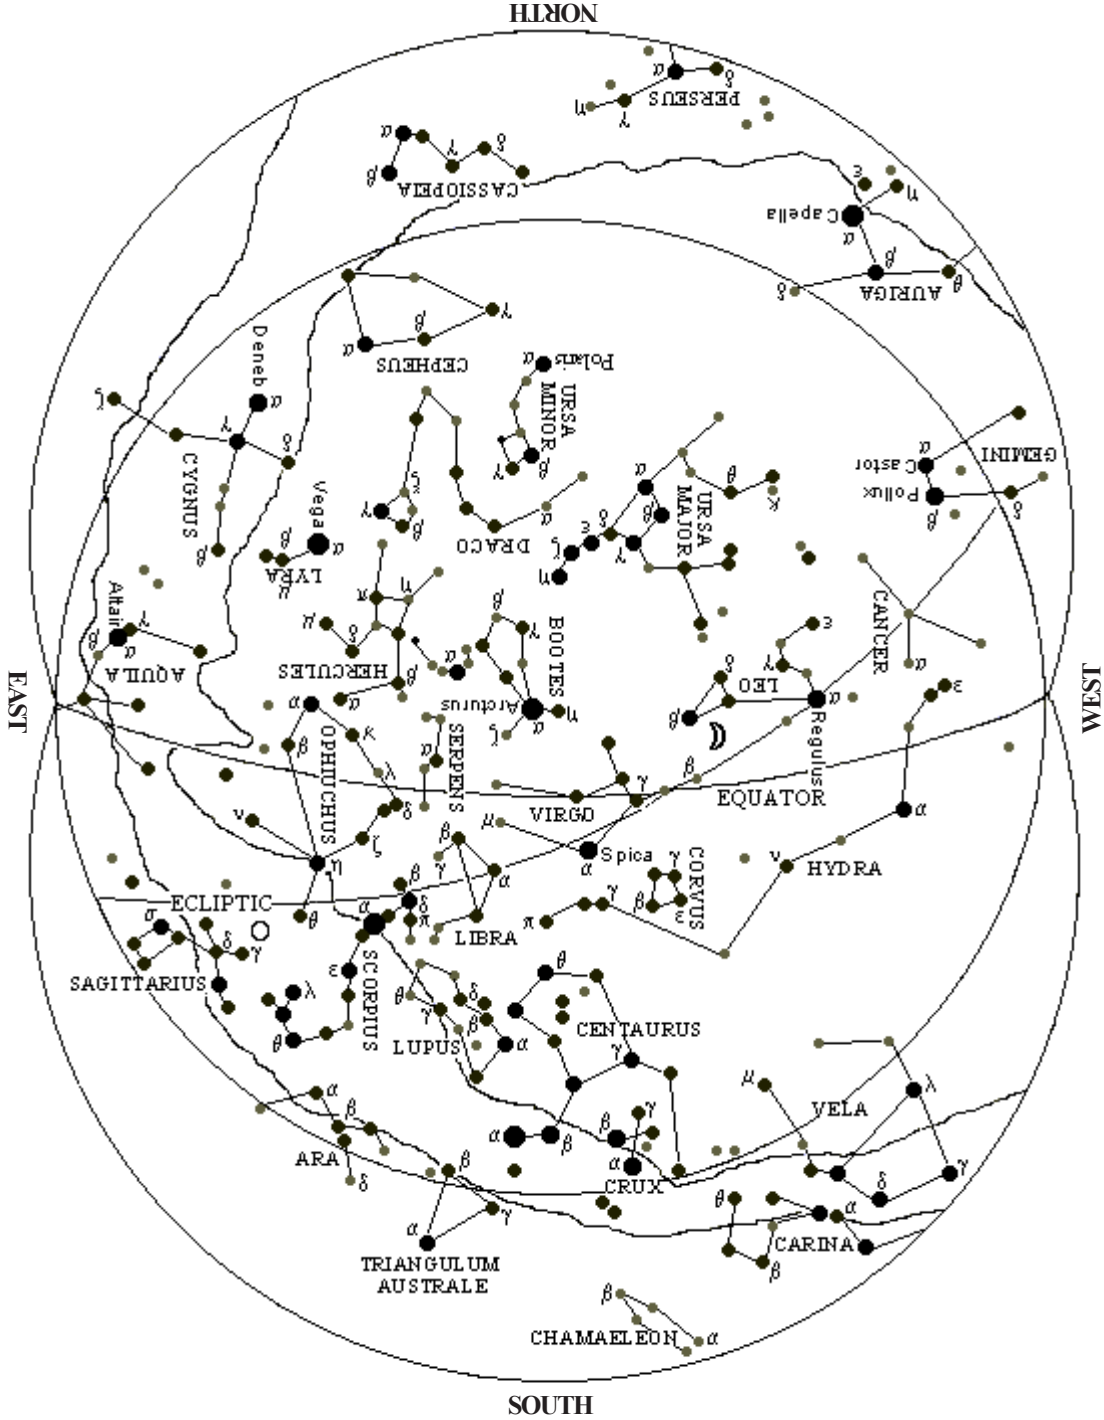 NORTH
α
δ
PERSEUS
η
γ
α
γ
δ
β
CASSIOPEIA
ε
η
Capella
α
β
θ
δ
AURIGA
γ
β
α
CEPHEUS
α
Polaris
URSA
MINOR
β
γ
Deneb
α
ζ
γ
δ
CYGNUS
β
α
Castor
GEMINI
Pollux
β
δ
α
θ
κ
URSA
MAJOR
β
δ
ε
γ
ζ
η
ξ
γ
β
α
DRACO
Vega
α
β
LYRA
μ
Altair
γ
β
α
AQUILA
η
π
μ
δ
HERCULES
β
α
β
γ
BOOTES
α
Arcturus
α
η
ζ
CANCER
α
ε
γ
δ
LEO
α
β
Regulus
ε
EAST
WEST
α
β
κ
OPHIUCHUS
λ
δ
ν
ζ
η
θ
SERPENS
α
β
γ
VIRGO
μ
Spica
α
EQUATOR
α
HYDRA
ν
CORVUS
γ
β
ε
γ
π
β
γ
α
LIBRA
ECLIPTIC
β
δ
α
π
SCORPIUS
ε
λ
θ
σ
δ
γ
SAGITTARIUS
θ
δ
γ
β
LUPUS
α
θ
CENTAURUS
γ
α
β
γ
β
α
CRUX
μ
λ
VELA
γ
δ
α
β
ARA
δ
β
γ
α
TRIANGULUM
AUSTRALE
θ
α
CARINA
β
β
CHAMAELEON
α
SOUTH